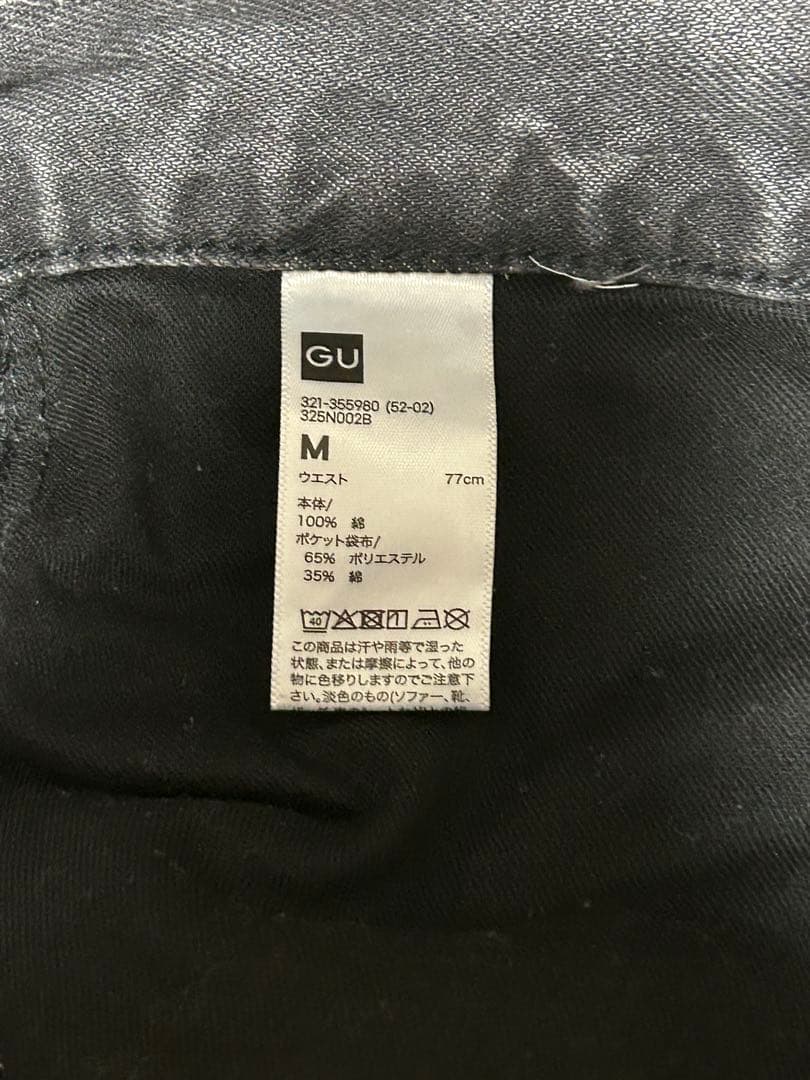 GU
321-355980 (52-02)
325N002B
M
ウエスト 77cm
本体/
100% 綿
ポケット袋布/
65% ポリエステル
35% 綿
40
この商品は汗や雨等で湿った
状態、または摩擦によって、他の
物に色移りしますのでご注意下
さい。淡色のもの(ソファー、靴、